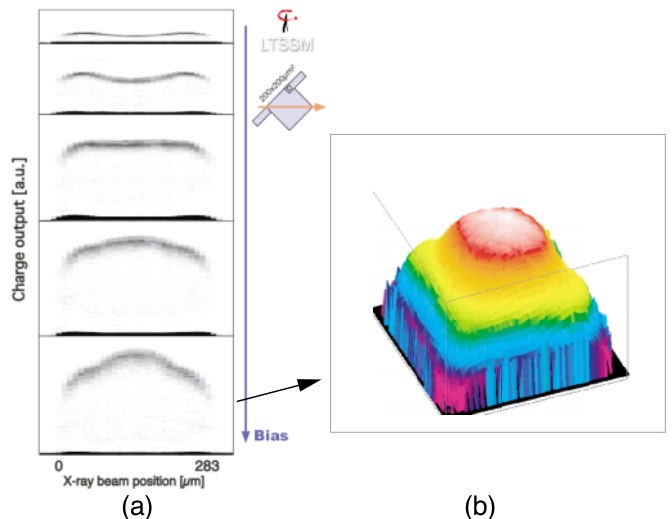 LTSSM
200x200µm²
Charge output [a.u.]
Bias
0 283
X-ray beam position [µm]
(a) (b)